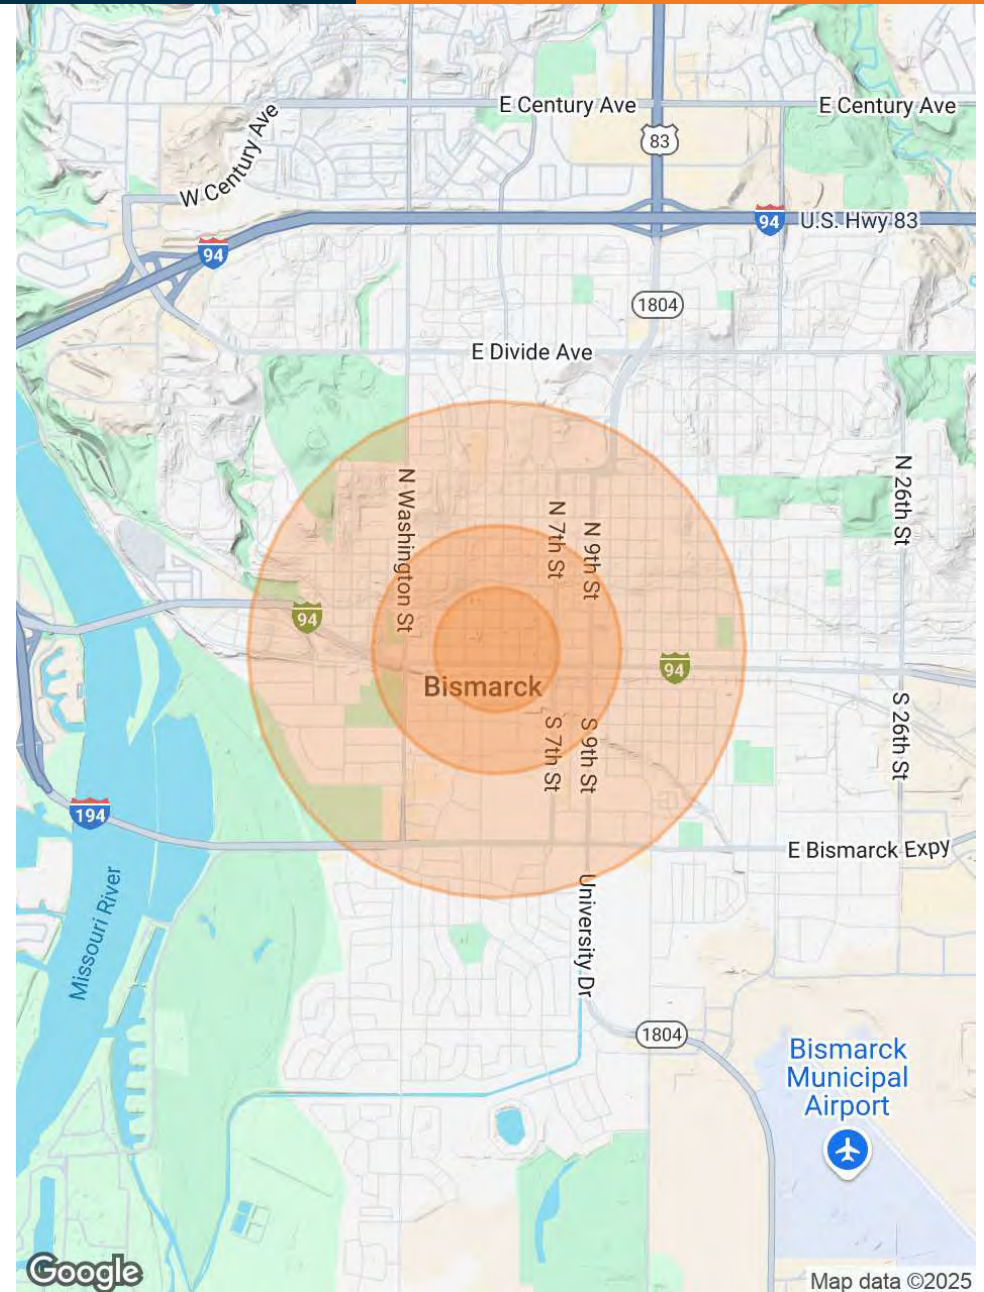 E Century Ave
E Century Ave
83
W Century Ave
94
U.S. Hwy 83
94
1804
E Divide Ave
N Washington St
N 7th St
N 9th St
N 26th St
94
94
Bismarck
S 7th St
S 9th St
S 26th St
194
E Bismarck Expy
Missouri River
University Dr
1804
Bismarck
Municipal
Airport
Google
Map data ©2025